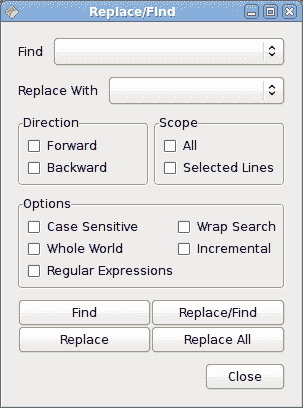 Replace/Find
Find
Replace With
Direction
Scope
Forward
All
Backward
Selected Lines
Options
Case Sensitive
Wrap Search
Whole World
Incremental
Regular Expressions
Find
Replace/Find
Replace
Replace All
Close